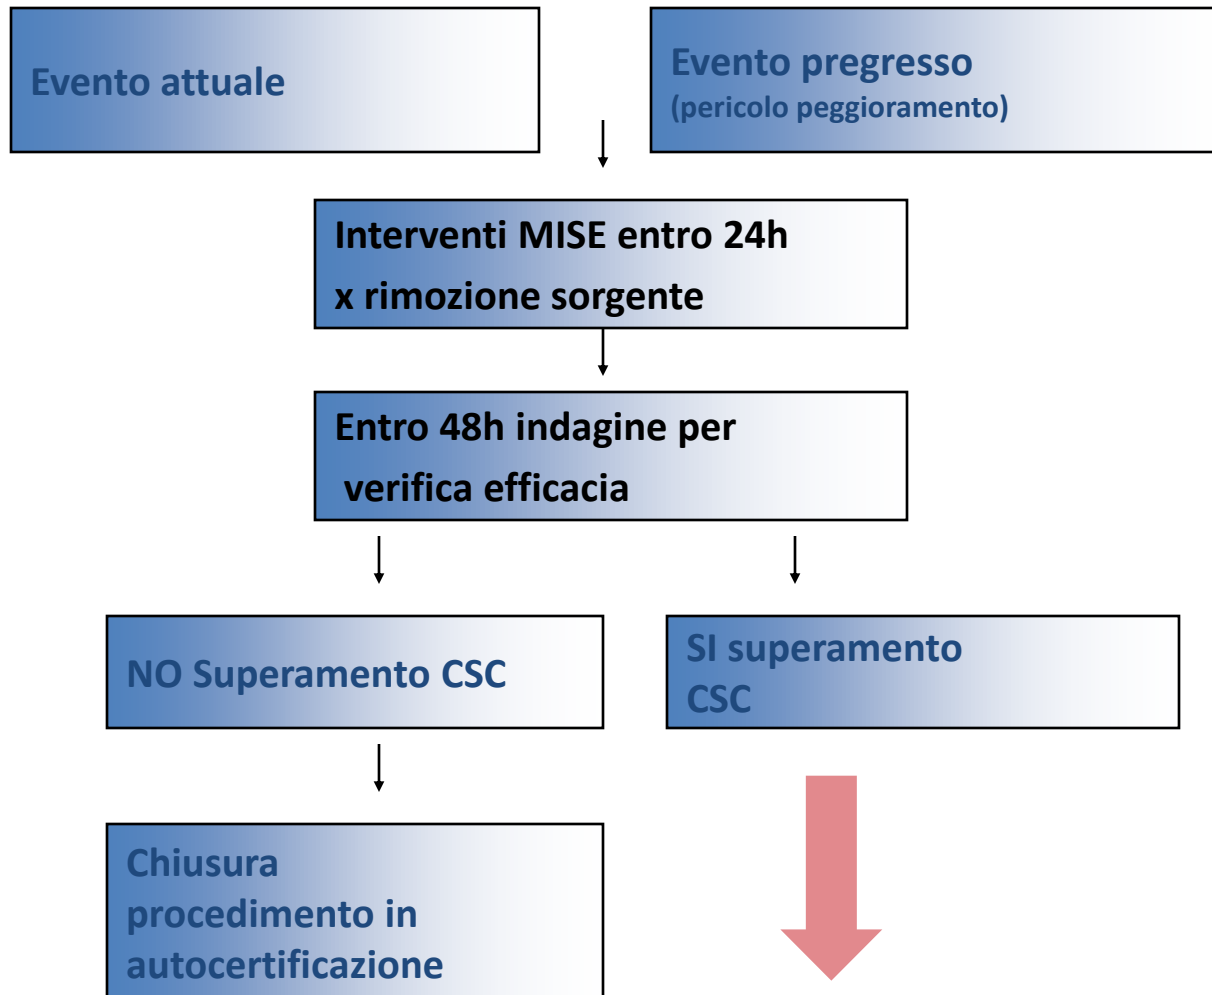 Evento attuale
Evento pregresso
(pericolo peggioramento)
Interventi MISE entro 24h
x rimozione sorgente
Entro 48h indagine per
verifica efficacia
NO Superamento CSC
SI superamento
CSC
Chiusura
procedimento in
autocertificazione